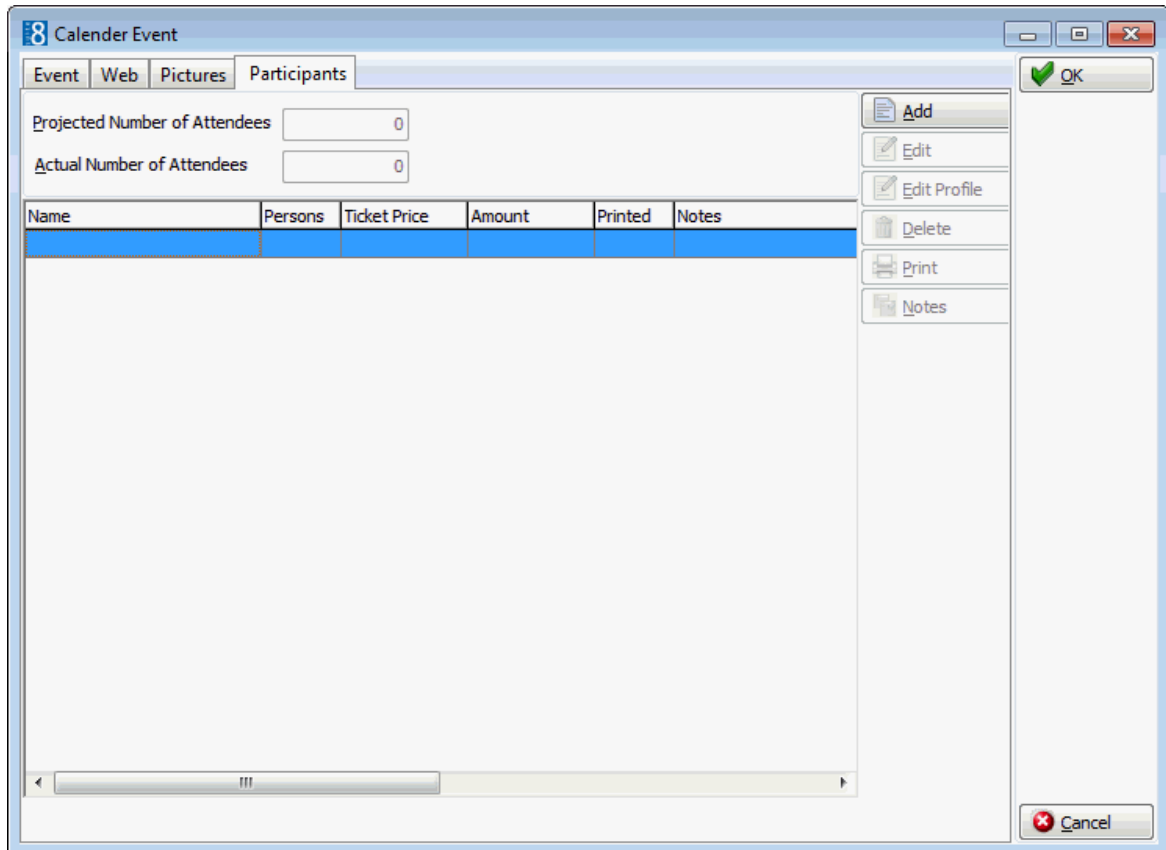 8 Calender Event
Event Web Pictures Participants
OK
Projected Number of Attendees 0
Actual Number of Attendees 0
Add
Edit
Edit Profile
Delete
Print
Notes
Name Persons Ticket Price Amount Printed Notes
Cancel